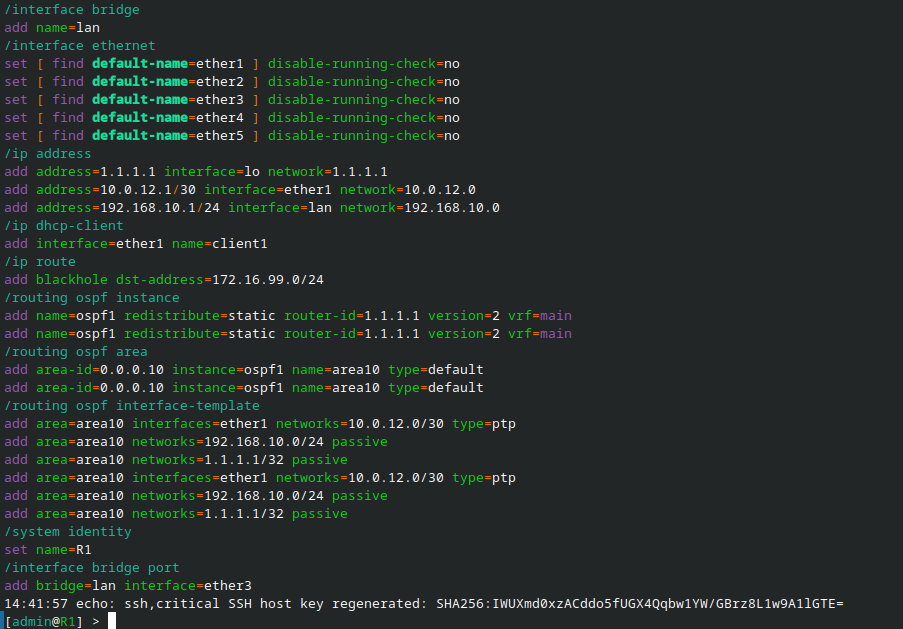 /interface bridge
add name=lan
/interface ethernet
set [ find default-name=ether1 ] disable-running-check=no
set [ find default-name=ether2 ] disable-running-check=no
set [ find default-name=ether3 ] disable-running-check=no
set [ find default-name=ether4 ] disable-running-check=no
set [ find default-name=ether5 ] disable-running-check=no
/ip address
add address=1.1.1.1 interface=lo network=1.1.1.1
add address=10.0.12.1/30 interface=ether1 network=10.0.12.0
add address=192.168.10.1/24 interface=lan network=192.168.10.0
/ip dhcp-client
add interface=ether1 name=client1
/ip route
add blackhole dst-address=172.16.99.0/24
/routing ospf instance
add name=ospf1 redistribute=static router-id=1.1.1.1 version=2 vrf=main
add name=ospf1 redistribute=static router-id=1.1.1.1 version=2 vrf=main
/routing ospf area
add area-id=0.0.0.10 instance=ospf1 name=area10 type=default
add area-id=0.0.0.10 instance=ospf1 name=area10 type=default
/routing ospf interface-template
add area=area10 interfaces=ether1 networks=10.0.12.0/30 type=ptp
add area=area10 networks=192.168.10.0/24 passive
add area=area10 networks=1.1.1.1/32 passive
add area=area10 interfaces=ether1 networks=10.0.12.0/30 type=ptp
add area=area10 networks=192.168.10.0/24 passive
add area=area10 networks=1.1.1.1/32 passive
/system identity
set name=R1
/interface bridge port
add bridge=lan interface=ether3
14:41:57 echo: ssh,critical SSH host key regenerated: SHA256:IWUXmd0xzACddo5fUGX4Qqbw1YW/GBrz8L1w9A1lGTE=
[admin@R1] >